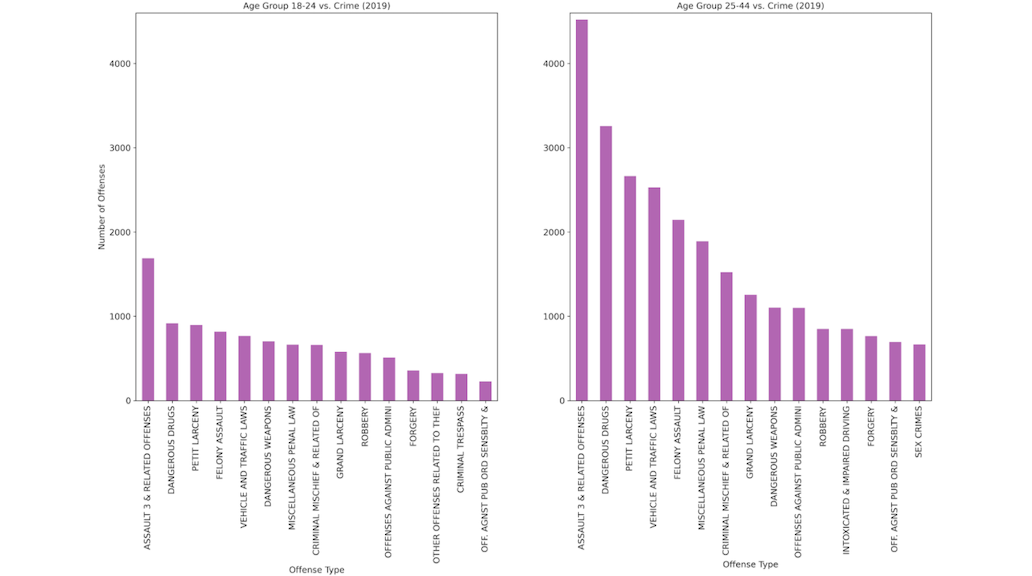 Age Group 18-24 vs. Crime (2019)
Number of Offenses
4000
3000
2000
1000
0
ASSAULT 3 & RELATED OFFENSES
DANGEROUS DRUGS
PETIT LARCENY
FELONY ASSAULT
VEHICLE AND TRAFFIC LAWS
DANGEROUS WEAPONS
MISCELLANEOUS PENAL LAW
CRIMINAL MISCHIEF & RELATED OF
GRAND LARCENY
ROBBERY
OFFENSES AGAINST PUBLIC ADMINI
FORGERY
OTHER OFFENSES RELATED TO THEF
CRIMINAL TRESPASS
OFF. AGNST PUB ORD SENSBLTY &
Offense Type
Age Group 25-44 vs. Crime (2019)
4000
3000
2000
1000
0
ASSAULT 3 & RELATED OFFENSES
DANGEROUS DRUGS
PETIT LARCENY
VEHICLE AND TRAFFIC LAWS
FELONY ASSAULT
MISCELLANEOUS PENAL LAW
CRIMINAL MISCHIEF & RELATED OF
GRAND LARCENY
DANGEROUS WEAPONS
OFFENSES AGAINST PUBLIC ADMINI
ROBBERY
INTOXICATED & IMPAIRED DRIVING
FORGERY
OFF. AGNST PUB ORD SENSBLTY &
SEX CRIMES
Offense Type